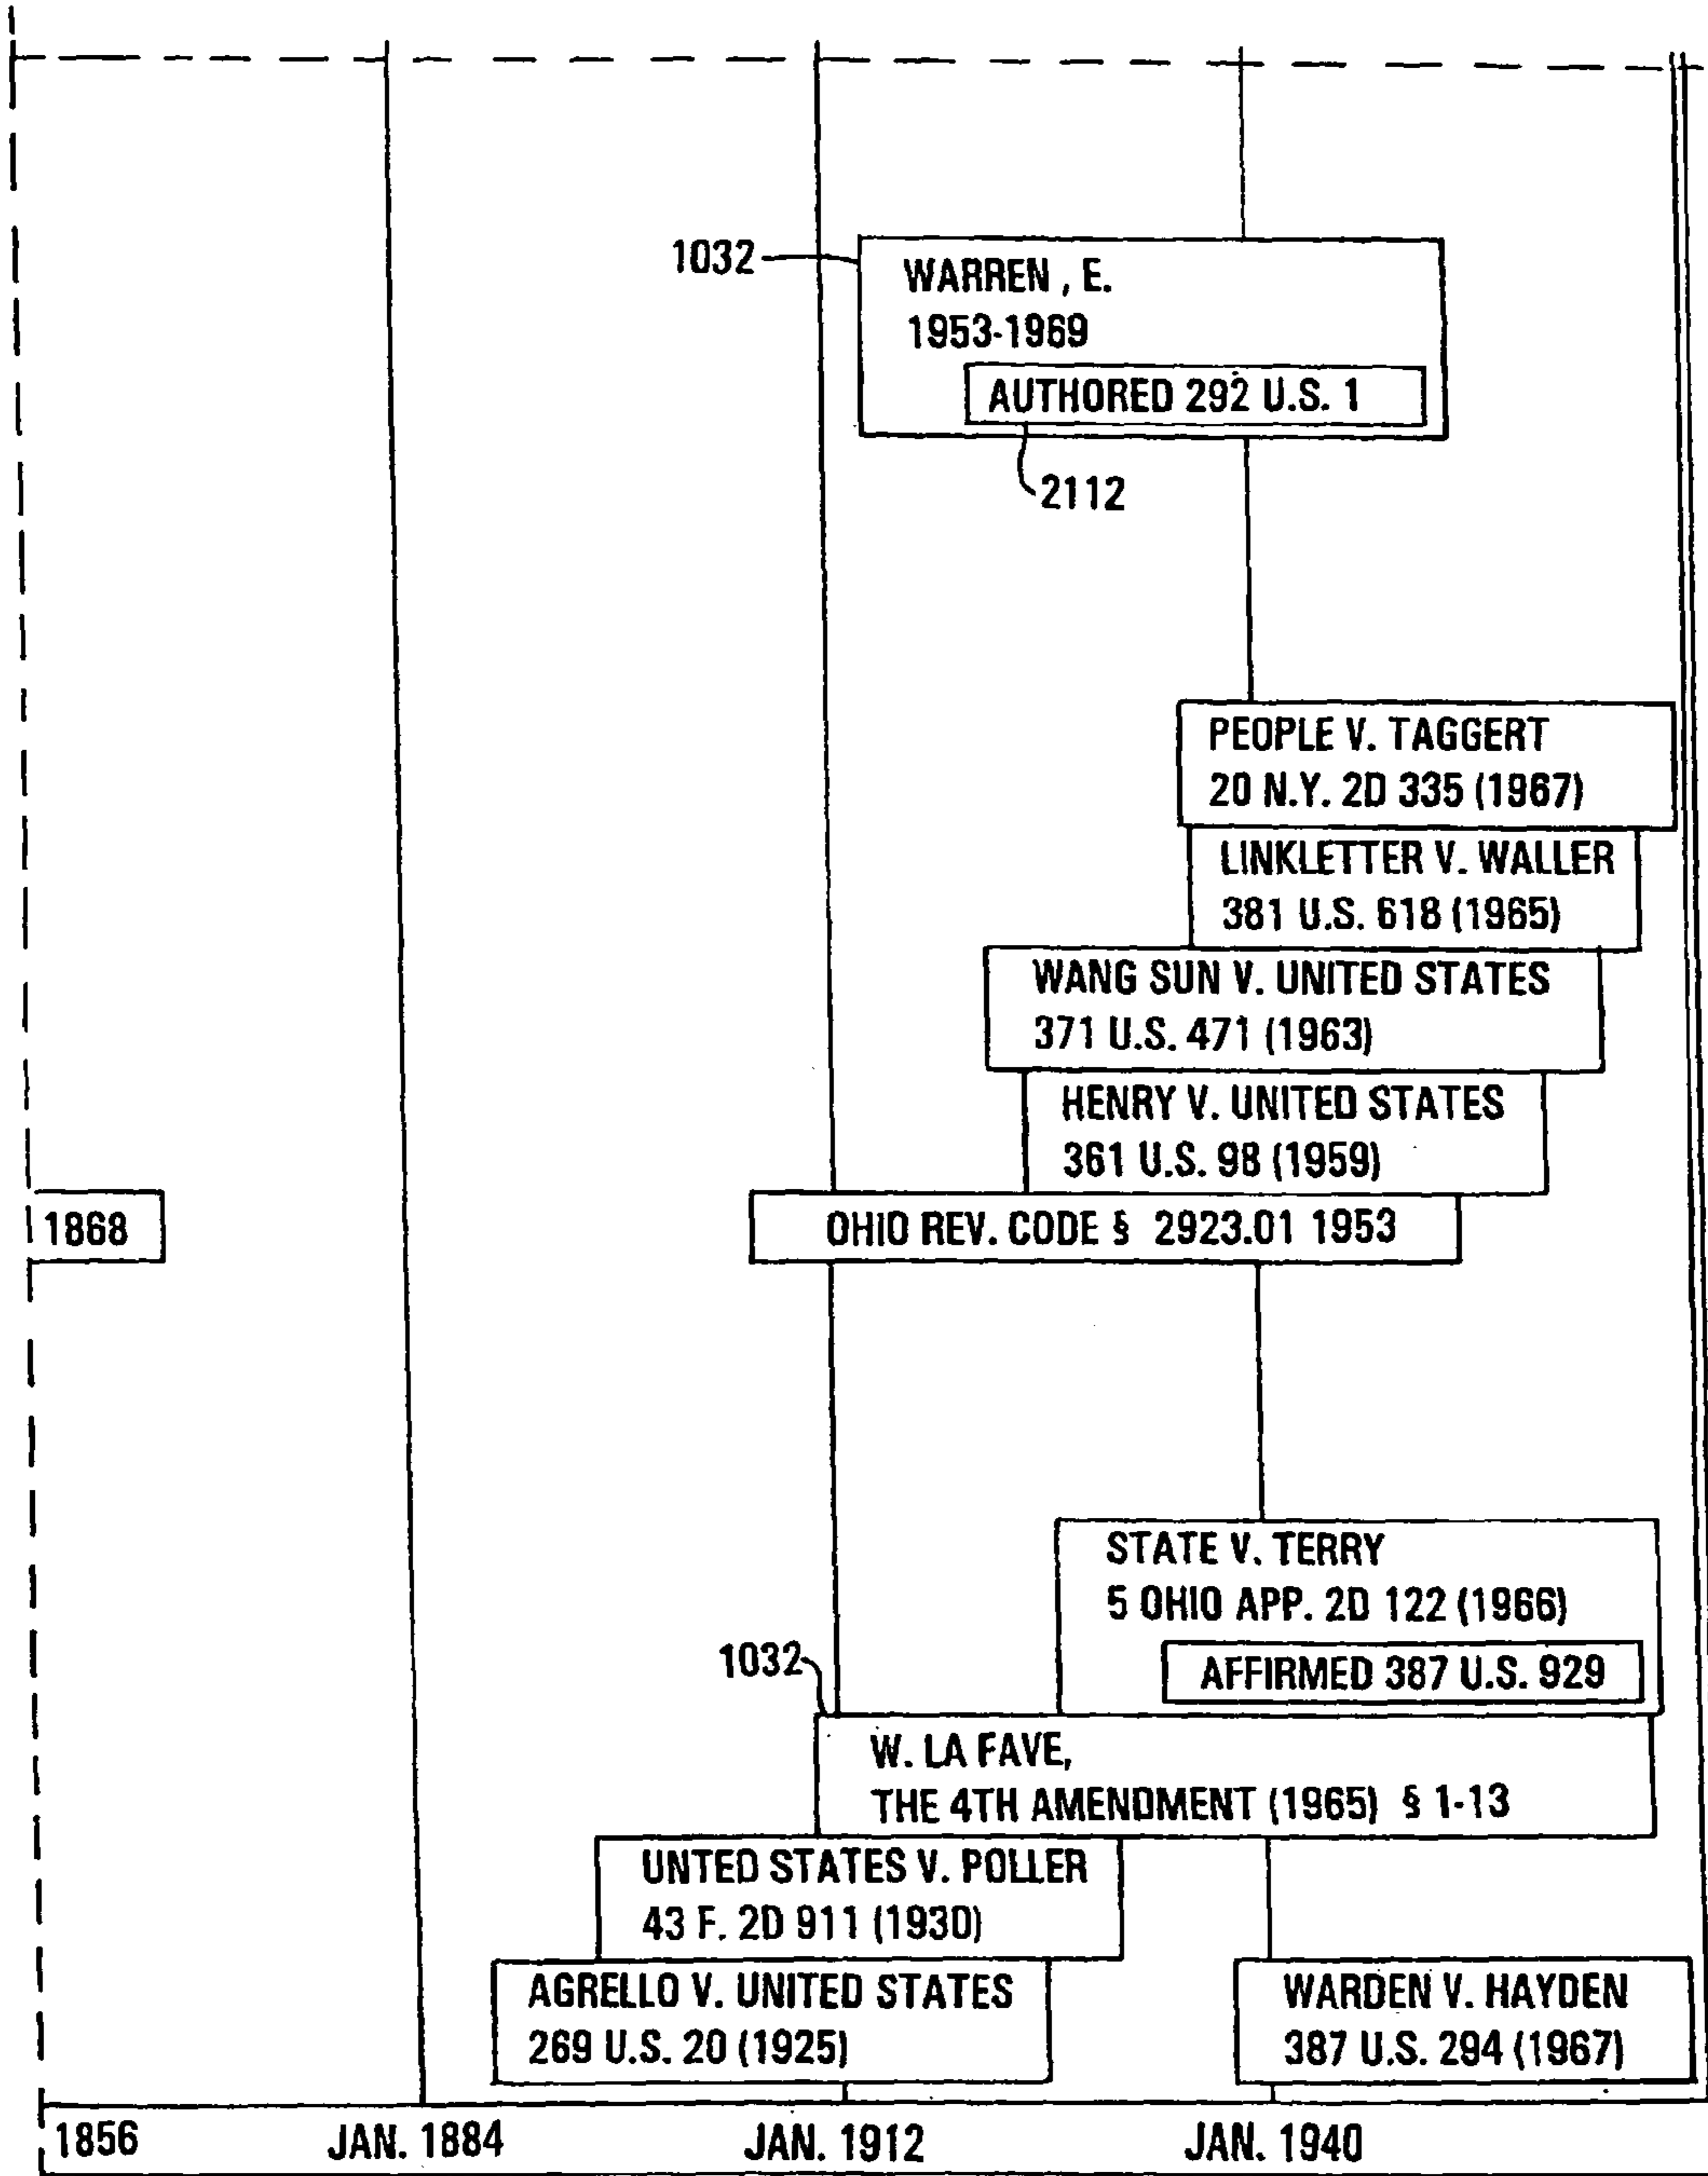 1032
WARREN , E.
1953-1969
AUTHORED 292 U.S. 1
2112
PEOPLE V. TAGGERT
20 N.Y. 2D 335 (1967)
LINKLETTER V. WALLER
381 U.S. 618 (1965)
WANG SUN V. UNITED STATES
371 U.S. 471 (1963)
HENRY V. UNITED STATES
361 U.S. 98 (1959)
1868
OHIO REV. CODE § 2923.01 1953
STATE V. TERRY
5 OHIO APP. 2D 122 (1966)
AFFIRMED 387 U.S. 929
1032
W. LA FAVE,
THE 4TH AMENDMENT (1965) § 1-13
UNTED STATES V. POLLER
43 F. 2D 911 (1930)
AGRELLO V. UNITED STATES
269 U.S. 20 (1925)
WARDEN V. HAYDEN
387 U.S. 294 (1967)
1856 JAN. 1884 JAN. 1912 JAN. 1940